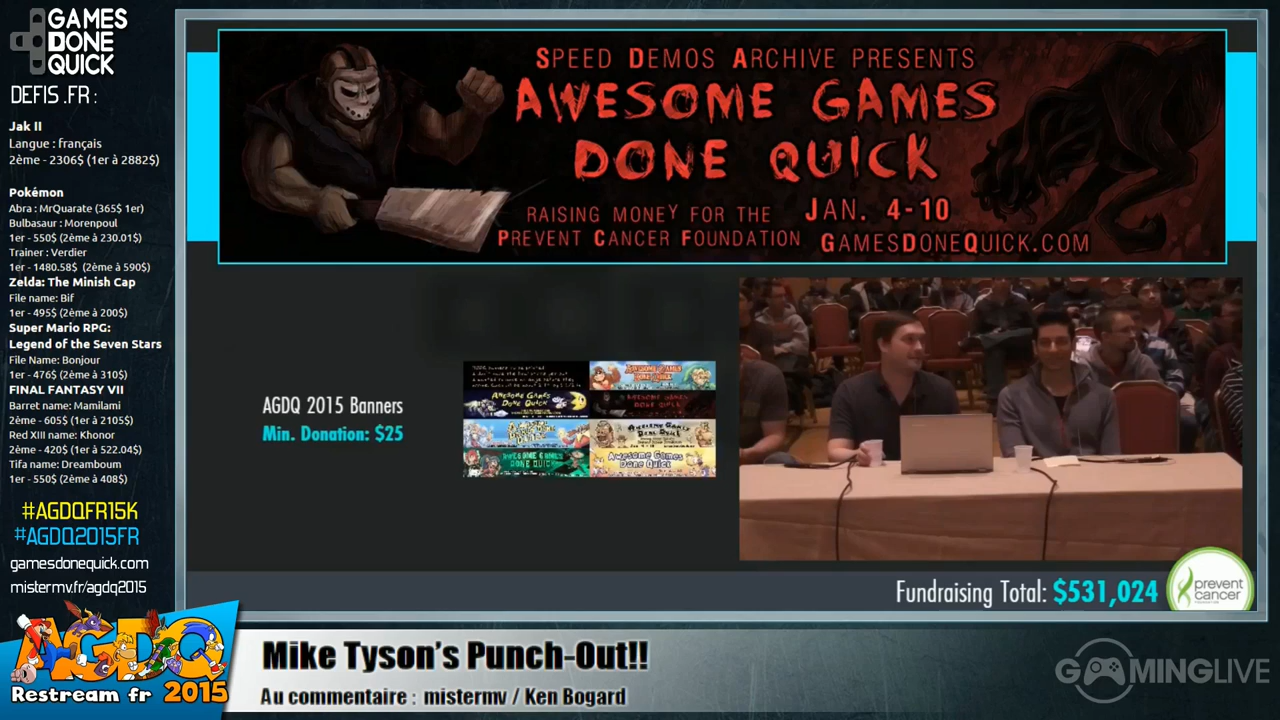 GAMES
DONE
QUICK
DEFIS .FR :
Jak II
Langue : français
2ème - 2306$ (1er à 2882$)
Pokémon
Abra : MrQuarate (365$ 1er)
Bulbasaur : Morenpoul
1er - 550$ (2ème à 230.01$)
Trainer : Verdier
1er - 1480.58$ (2ème à 590$)
Zelda: The Minish Cap
File name: Bif
1er - 495$ (2ème à 200$)
Super Mario RPG:
Legend of the Seven Stars
File Name: Bonjour
1er - 476$ (2ème à 310$)
FINAL FANTASY VII
Barret name: Mamilami
2ème - 605$ (1er à 2105$)
Red XIII name: Khonor
2ème - 420$ (1er à 522.04$)
Tifa name: Dreamboum
1er - 550$ (2ème à 408$)
#AGDQFR15K
#AGDQ2015FR
gamesdonequick.com
mistermv.fr/agdq2015
AGDQ
Restream fr 2015
SPEED DEMOS ARCHIVE PRESENTS
AWESOME GAMES
DONE QUICK
RAISING MONEY FOR THE
PREVENT CANCER FOUNDATION
JAN. 4-10
GAMESDONEQUICK.COM
AGDQ 2015 Banners
Min. Donation: $25
AWESOME GAMES
DONE QUICK
Fundraising Total: $531,024
prevent
cancer
Mike Tyson's Punch-Out!!
Au commentaire : mistermv / Ken Bogard
GAMINGLIVE